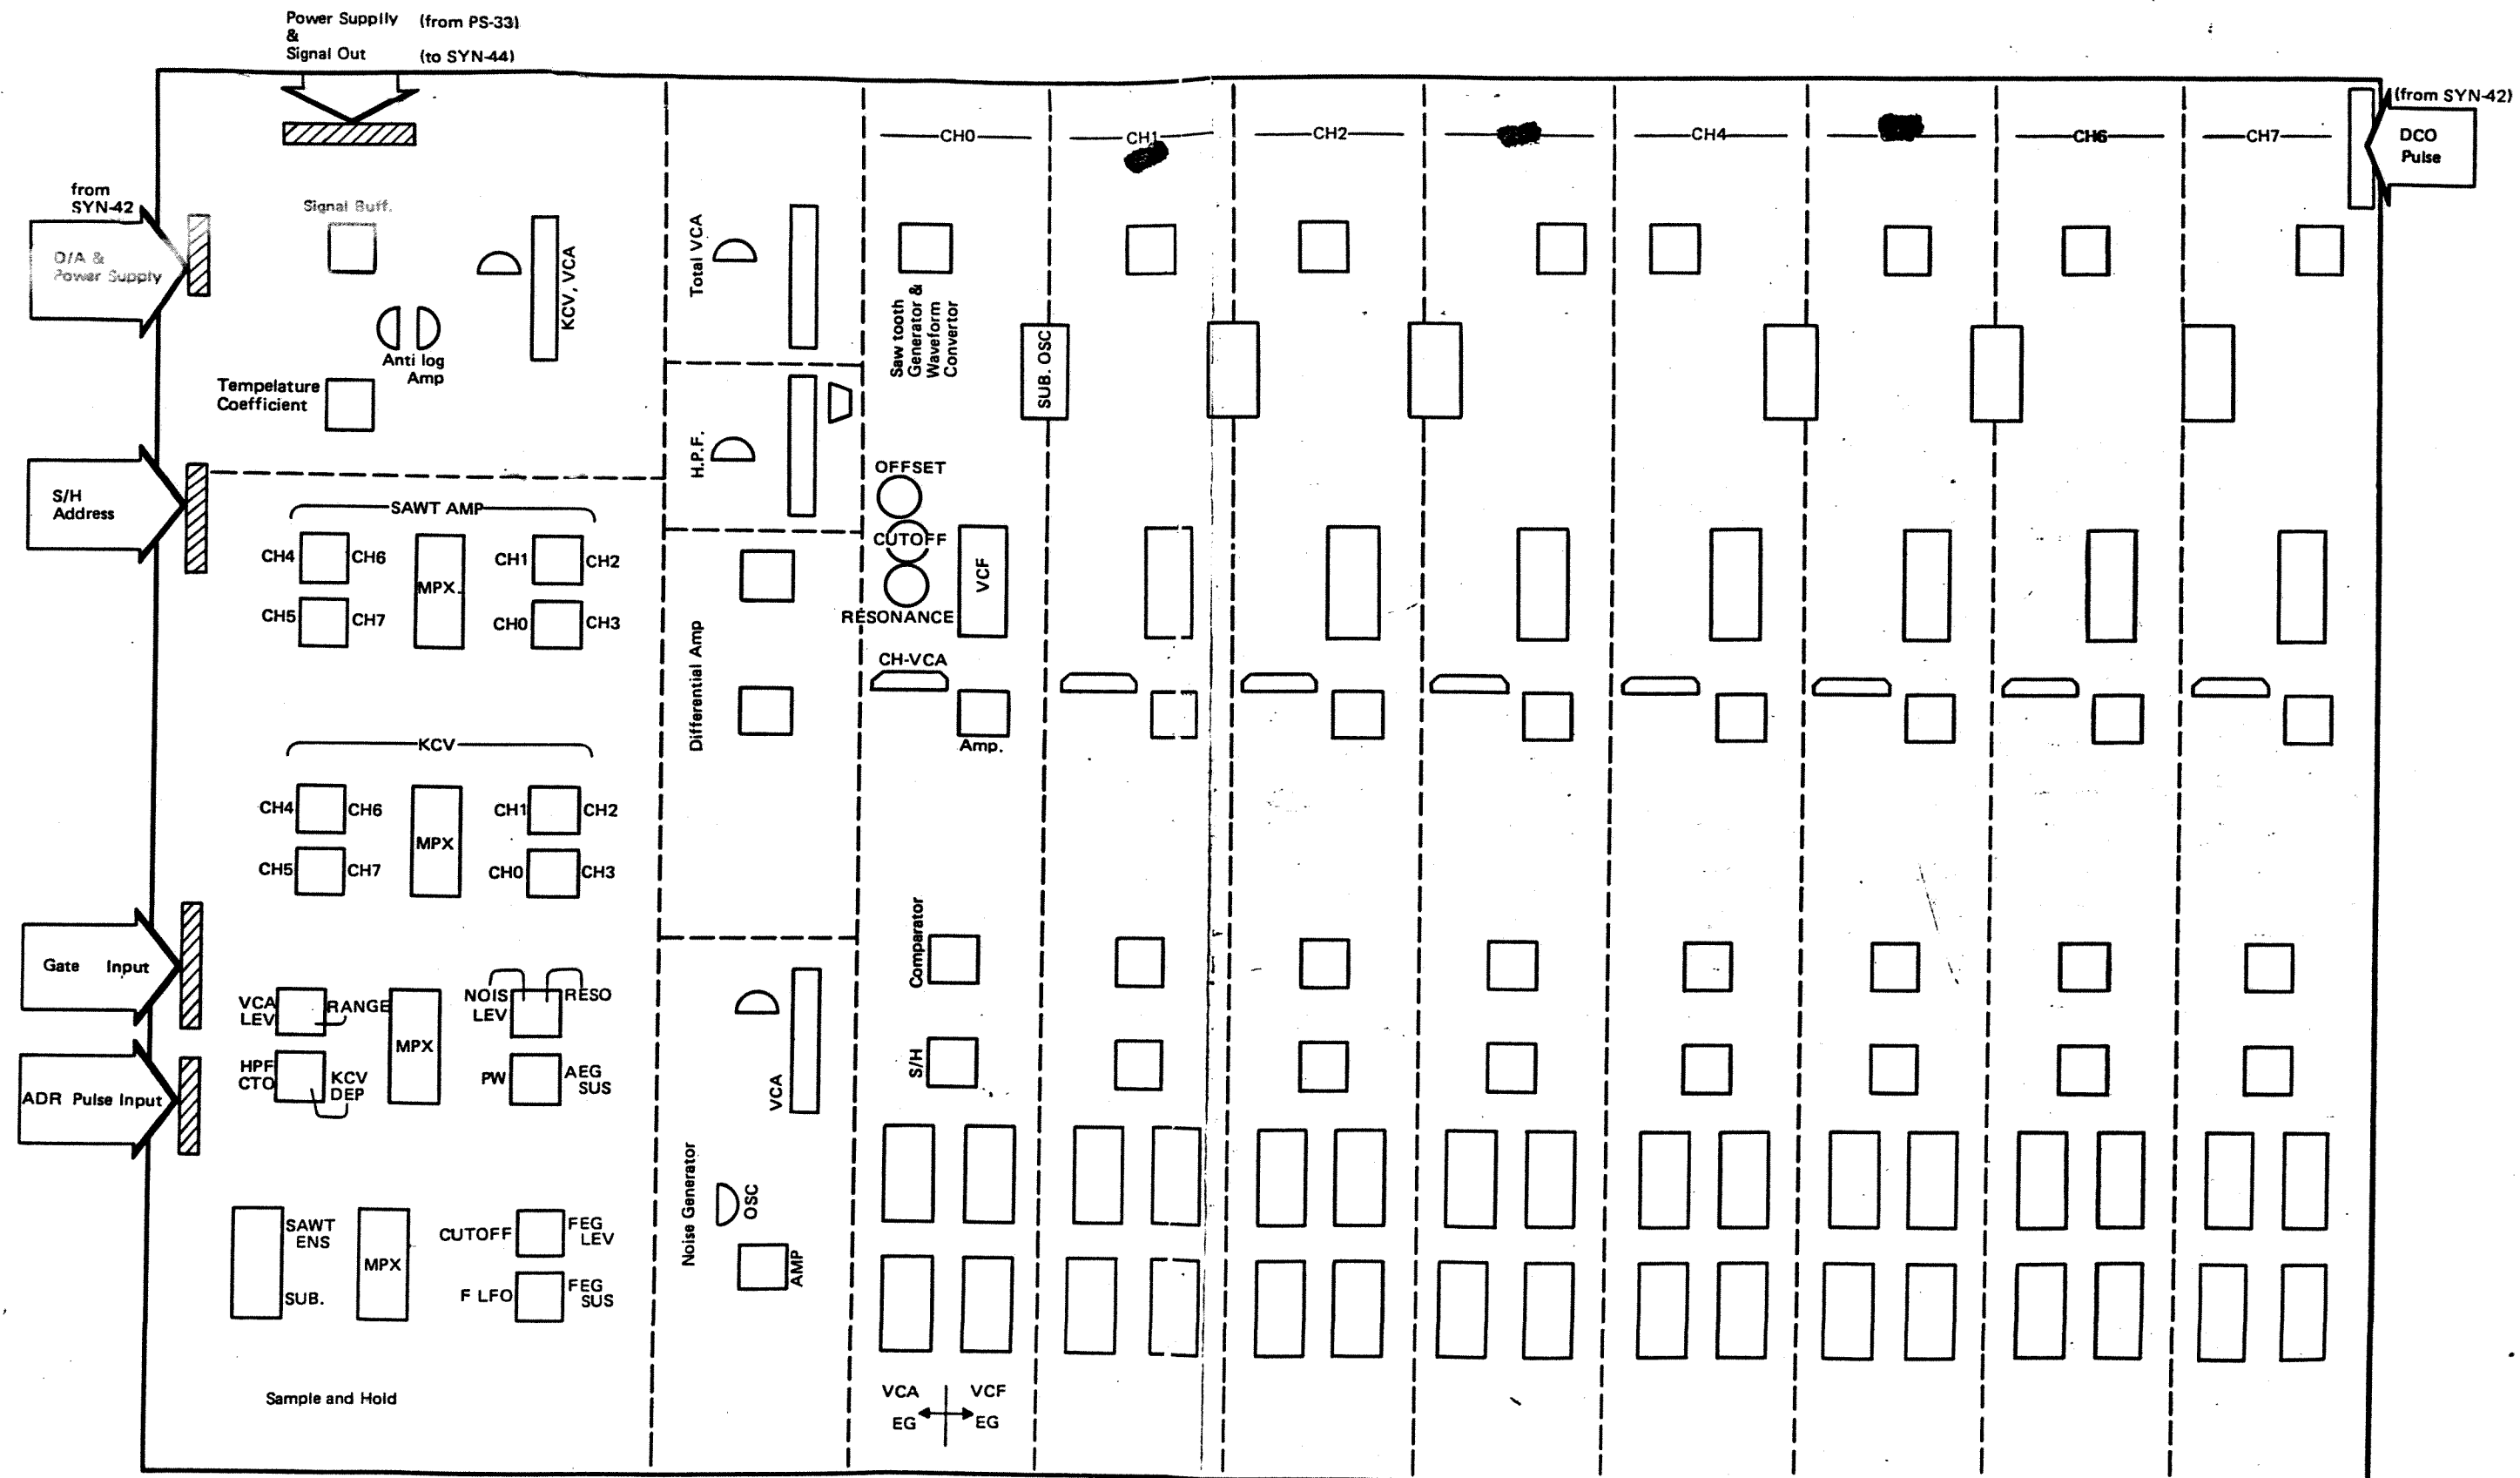 Power Suppily (from PS-33)
&
Signal Out (to SYN-44)
(from SYN-42)
DCO
Pulse
CH0
CH1
CH2
CH4
CH6
CH7
from
SYN-42
D/A &
Power Supply
Signal Buff.
KCV, VCA
Anti log
Amp
Tempelature
Coefficient
Total VCA
H.P.F.
Saw tooth
Generator &
Waveform
Convertor
SUB. OSC
S/H
Address
SAWT AMP
CH4 CH6 MPX. CH1 CH2
CH5 CH7 CH0 CH3
OFFSET
CUTOFF
RESONANCE
VCF
CH-VCA
Amp.
Differential Amp
KCV
CH4 CH6 MPX CH1 CH2
CH5 CH7 CH0 CH3
Gate Input
ADR Pulse Input
VCA
LEV
RANGE
MPX
NOIS
LEV
RESO
HPF
CTO
KCV
DEP
PW
AEG
SUS
Comparator
S/H
VCA
Noise Generator
OSC
AMP
SAWT
ENS
SUB.
MPX
CUTOFF
FEG
LEV
F LFO
FEG
SUS
Sample and Hold
VCA VCF
EG EG